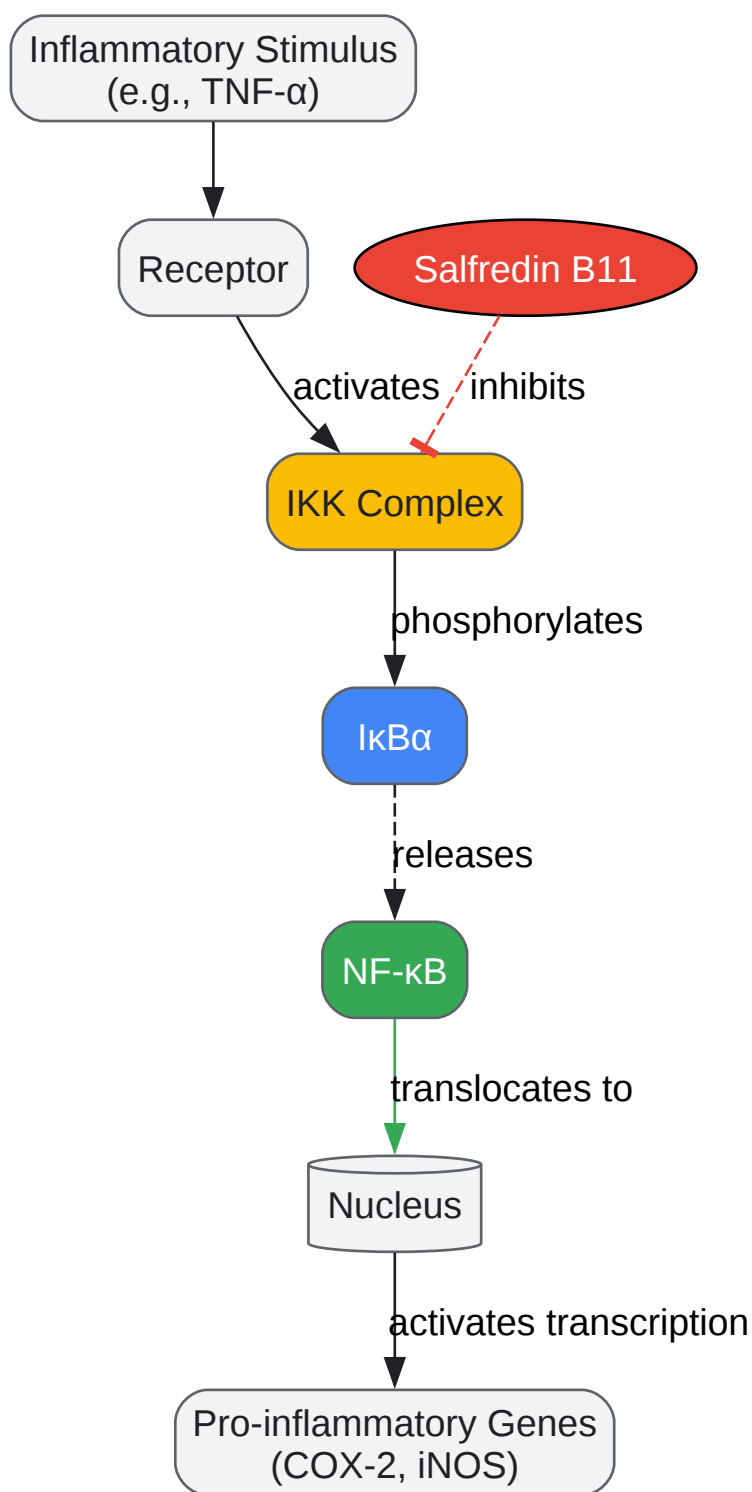 Inflammatory Stimulus
(e.g., TNF-α)
Receptor
Salfredin B11
activates
inhibits
IKK Complex
phosphorylates
IκBα
releases
NF-κB
translocates to
Nucleus
activates transcription
Pro-inflammatory Genes
(COX-2, iNOS)